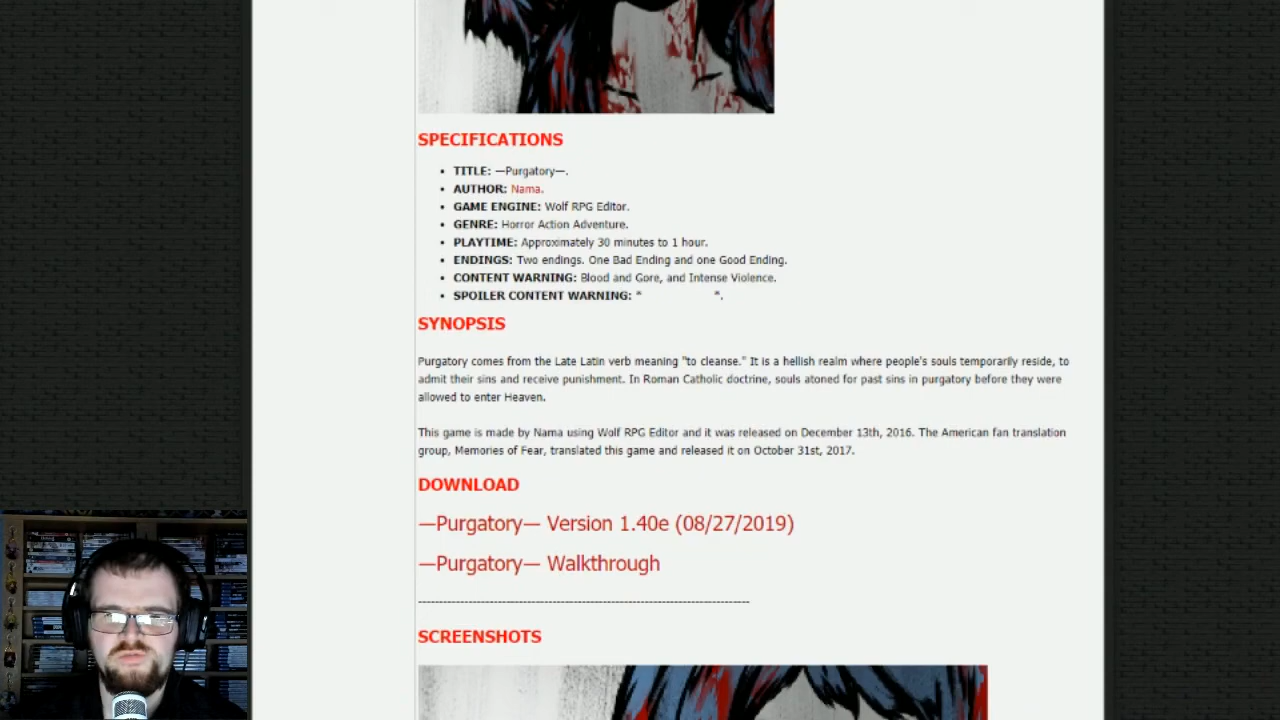 SPECIFICATIONS
• TITLE: —Purgatory—.
• AUTHOR: Nama.
• GAME ENGINE: Wolf RPG Editor.
• GENRE: Horror Action Adventure.
• PLAYTIME: Approximately 30 minutes to 1 hour.
• ENDINGS: Two endings. One Bad Ending and one Good Ending.
• CONTENT WARNING: Blood and Gore, and Intense Violence.
• SPOILER CONTENT WARNING: * *.
SYNOPSIS
Purgatory comes from the Late Latin verb meaning "to cleanse." It is a hellish realm where people's souls temporarily reside, to
admit their sins and receive punishment. In Roman Catholic doctrine, souls atoned for past sins in purgatory before they were
allowed to enter Heaven.
This game is made by Nama using Wolf RPG Editor and it was released on December 13th, 2016. The American fan translation
group, Memories of Fear, translated this game and released it on October 31st, 2017.
DOWNLOAD
—Purgatory— Version 1.40e (08/27/2019)
—Purgatory— Walkthrough
--------------------------------------------------------------------------------
SCREENSHOTS